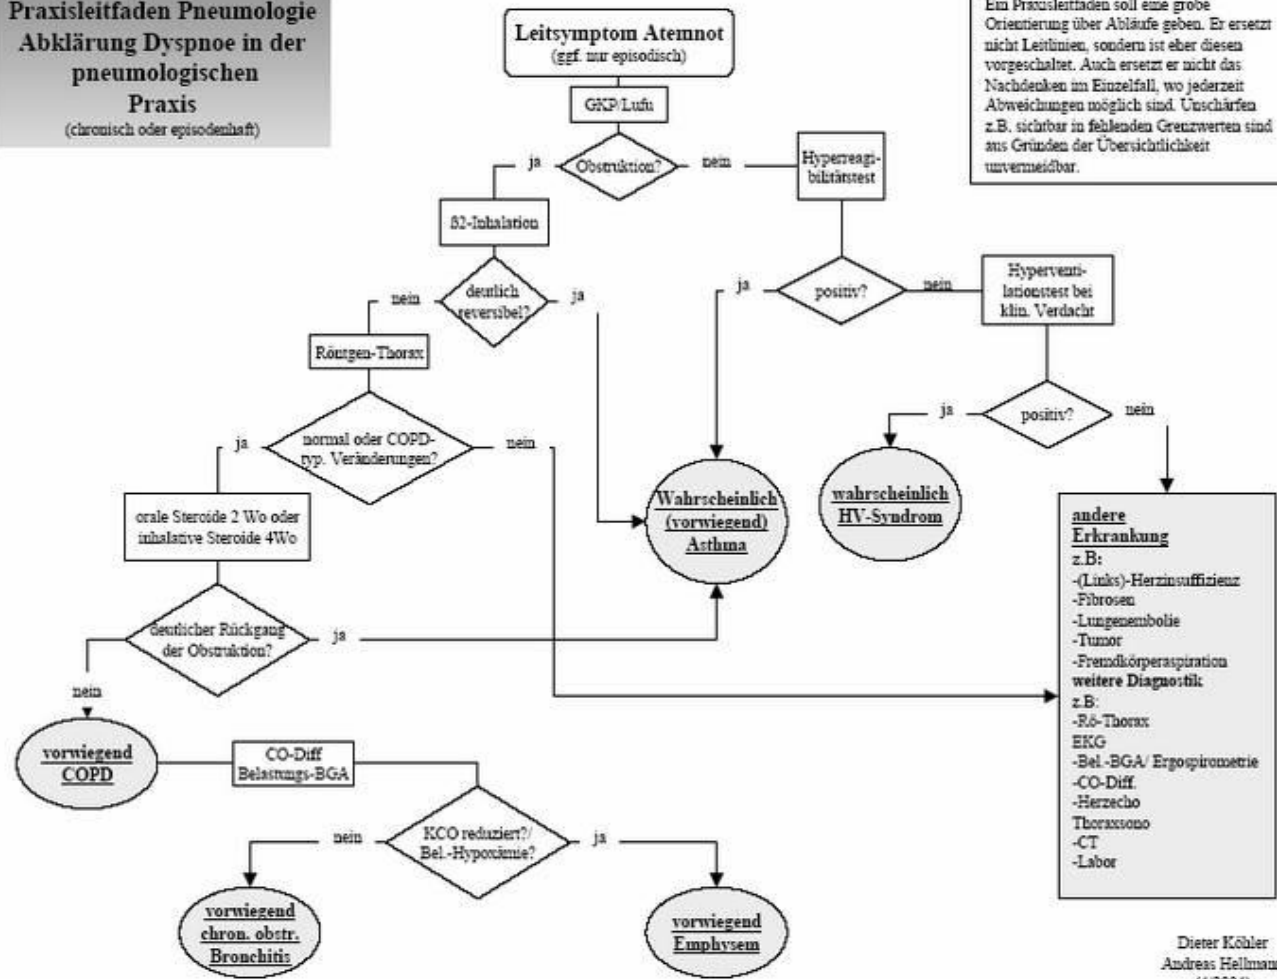 Praxisleitfaden Pneumologie
Abklärung Dyspnoe in der
pneumologischen
Praxis
(chronisch oder episodenhaft)
Leitsymptom Atemnot
(ggf. nur episodisch)
Ein Praxisleitfaden soll eine grobe
Orientierung über Abläufe geben. Er ersetzt
nicht Leitlinien, sondern ist eher diesen
vorgeschaltet. Auch ersetzt er nicht das
Nachdenken im Einzelfall, wo jederzeit
Abweichungen möglich sind. Unschärfen
z.B. sichtbar in fehlenden Grenzwerten sind
aus Gründen der Übersichtlichkeit
unvermeidbar.
GKP/Lufu
ja
Obstruktion?
nein
Hyperreagi-
bilitätstest
ß2-Inhalation
nein
deutlich
reversibel?
ja
ja
positiv?
nein
Hyperventi-
lationstest bei
klin. Verdacht
Röntgen-Thorax
ja
normal oder COPD-
typ. Veränderungen?
nein
ja
positiv?
nein
orale Steroide 2 Wo oder
inhalative Steroide 4Wo
Wahrscheinlich
(vorwiegend)
Asthma
wahrscheinlich
HV-Syndrom
andere
Erkrankung
z.B:
-(Links)-Herzinsuffizienz
-Fibrosen
-Lungenembolie
-Tumor
-Fremdkörperaspiration
weitere Diagnostik
z.B:
-Rö-Thorax
EKG
-Bel.-BGA/ Ergospirometrie
-CO-Diff.
-Herzecho
Thoraxsono
-CT
-Labor
deutlicher Rückgang
der Obstruktion?
ja
nein
vorwiegend
COPD
CO-Diff
Belastungs-BGA
nein
KCO reduziert?/
Bel.-Hypoxämie?
ja
vorwiegend
chron. obstr.
Bronchitis
vorwiegend
Emphysem
Dieter Köhler
Andreas Hellmann